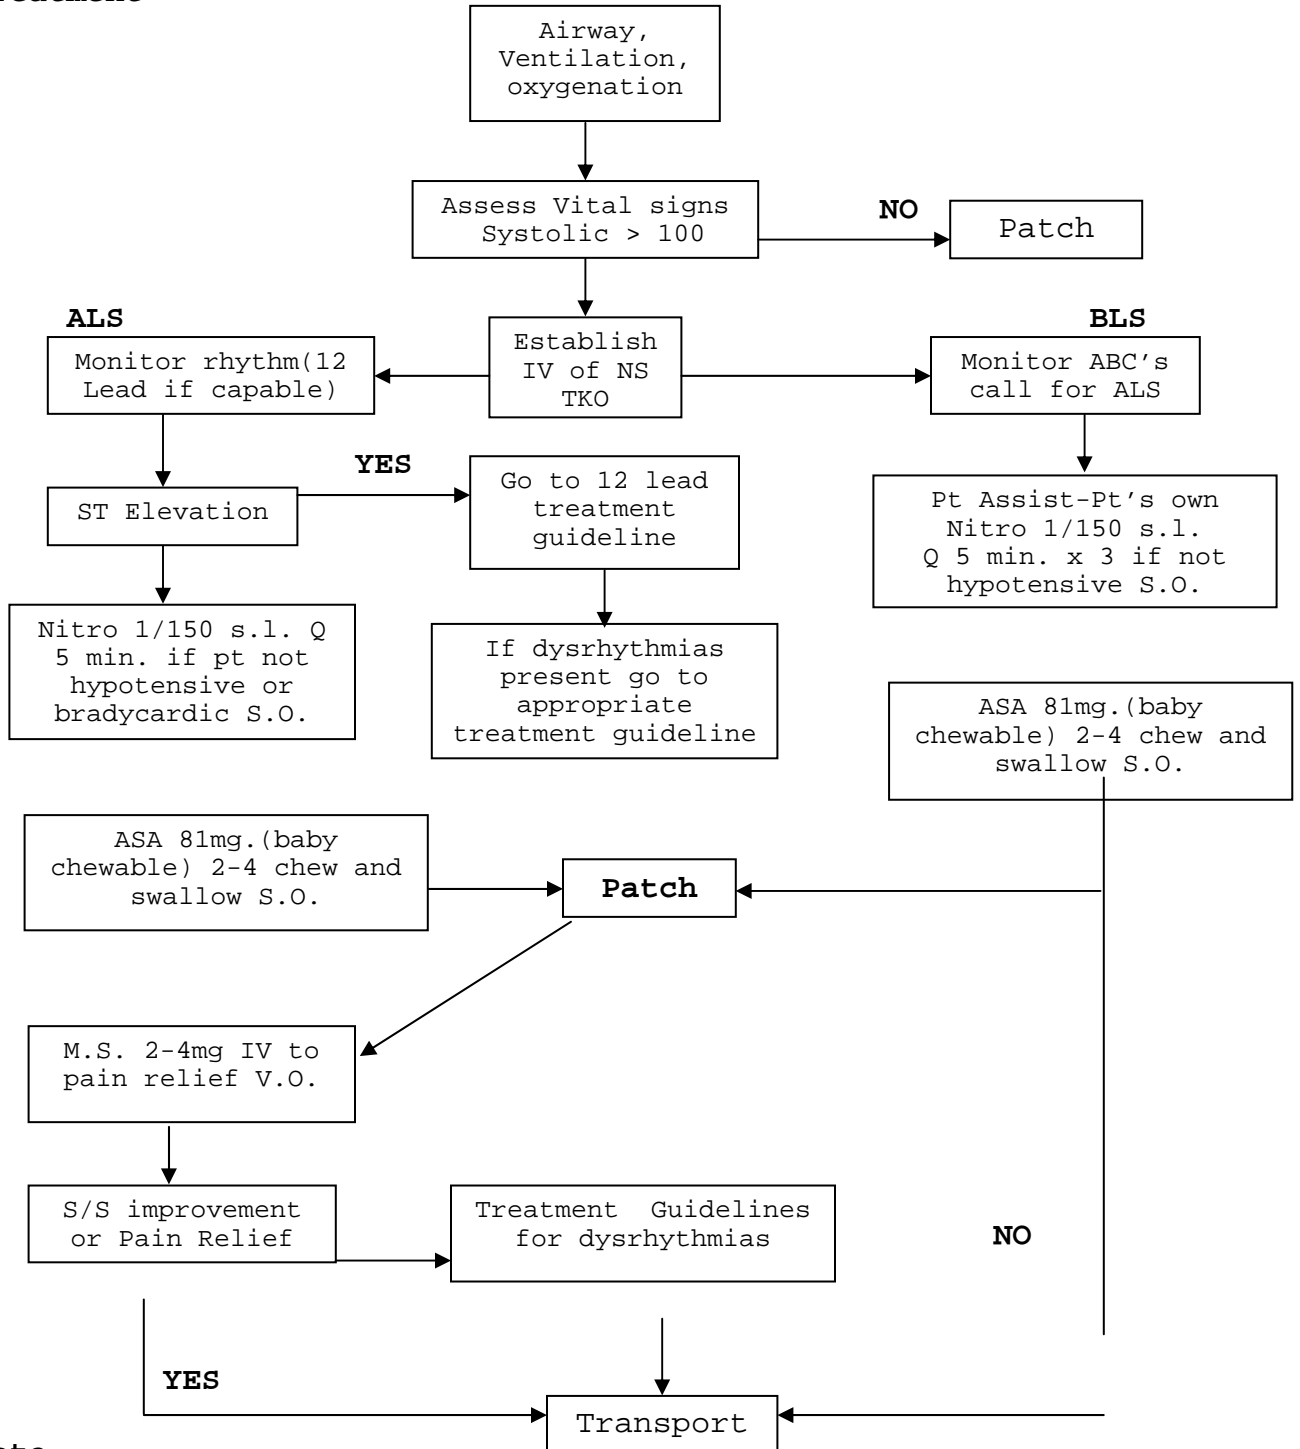 Airway,
Ventilation,
oxygenation
Assess Vital signs
Systolic > 100
NO
Patch
ALS
BLS
Monitor rhythm(12
Lead if capable)
Establish
IV of NS
TKO
Monitor ABC's
call for ALS
YES
ST Elevation
Go to 12 lead
treatment
guideline
Pt Assist-Pt's own
Nitro 1/150 s.l.
Q 5 min. x 3 if not
hypotensive S.O.
Nitro 1/150 s.l. Q
5 min. if pt not
hypotensive or
bradycardic S.O.
If dysrhythmias
present go to
appropriate
treatment guideline
ASA 81mg.(baby
chewable) 2-4 chew and
swallow S.O.
ASA 81mg.(baby
chewable) 2-4 chew and
swallow S.O.
Patch
M.S. 2-4mg IV to
pain relief V.O.
S/S improvement
or Pain Relief
Treatment Guidelines
for dysrhythmias
NO
YES
Transport